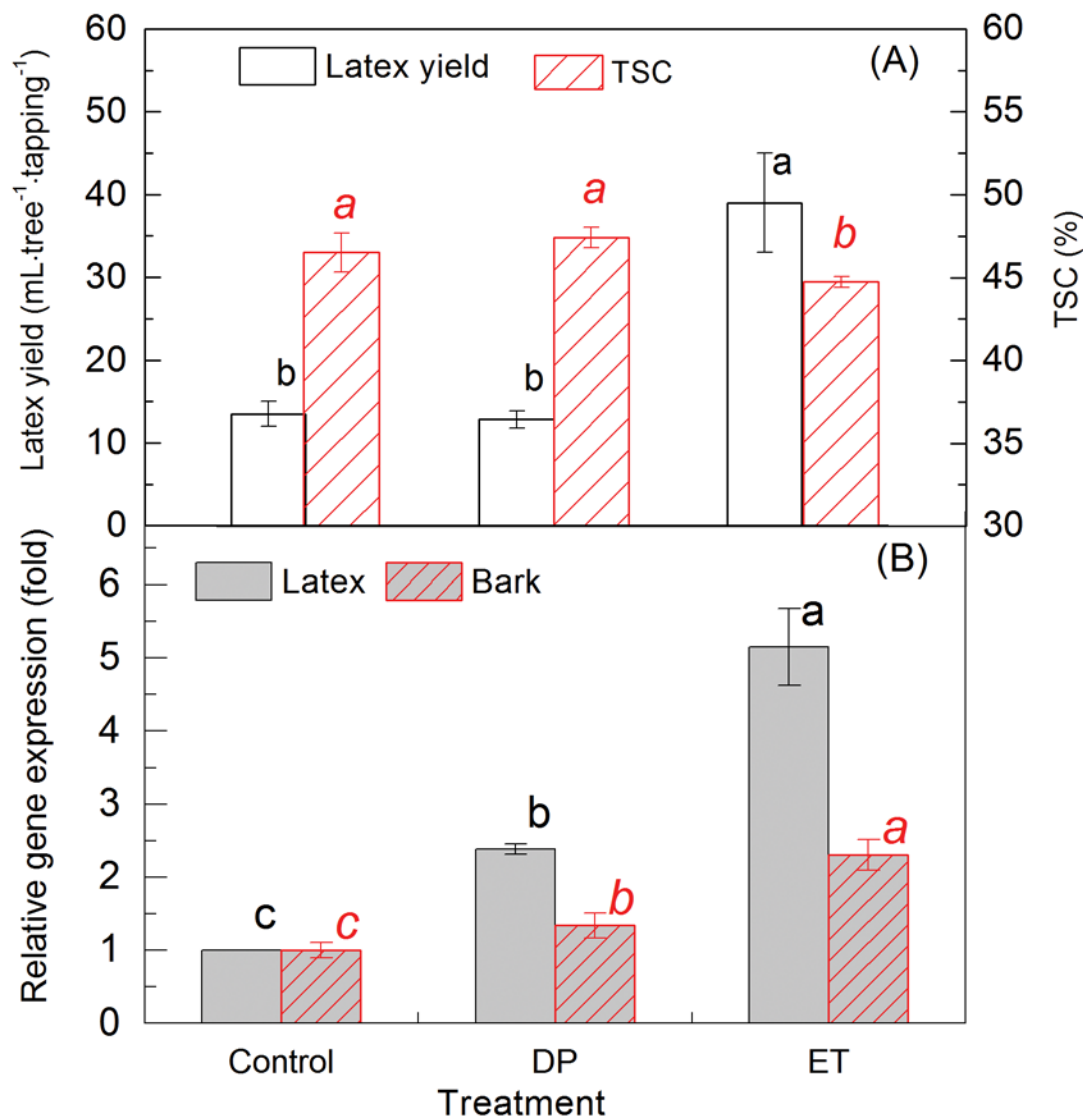 Latex yield (mL·tree⁻¹·tapping⁻¹)
60
50
40
30
20
10
0
Latex yield
TSC
(A)
b
a
b
a
a
b
60
55
50
45
40
35
30
TSC (%)
Relative gene expression (fold)
6
5
4
3
2
1
0
Latex
Bark
(B)
c
c
b
b
a
a
Control
DP
ET
Treatment